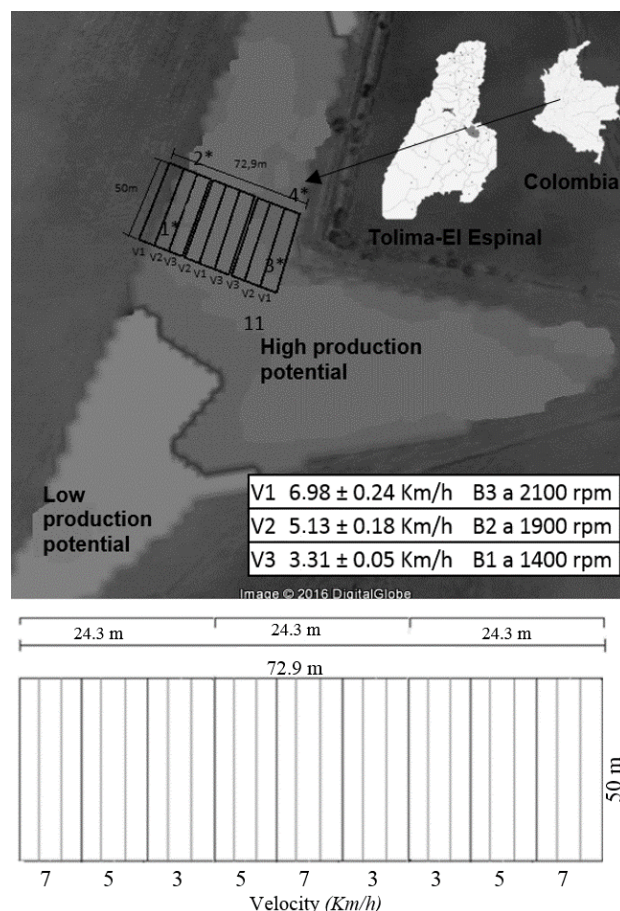 2*
72,9m
50m
4*
1*
3*
V1
V2
V3
V2
V1
V3
V3
V2
V1
Colombia
Tolima-El Espinal
11
High production
potential
Low
production
potential
V1 6.98 ± 0.24 Km/h B3 a 2100 rpm
V2 5.13 ± 0.18 Km/h B2 a 1900 rpm
V3 3.31 ± 0.05 Km/h B1 a 1400 rpm
Image © 2016 DigitalGlobe
24.3 m 24.3 m 24.3 m
72.9 m
50 m
7 5 3 5 7 3 3 5 7
Velocity (Km/h)